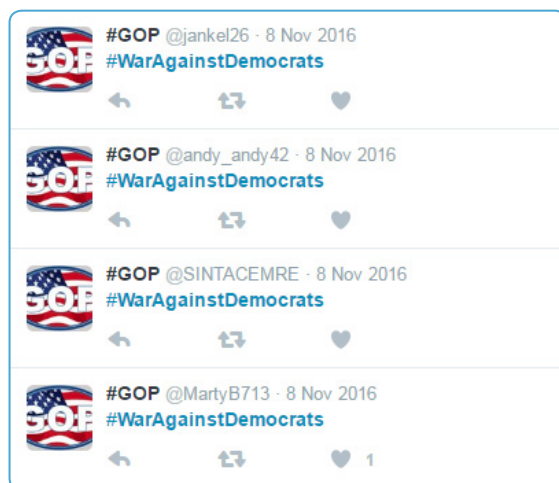 GOP
#GOP @jankel26 · 8 Nov 2016
#WarAgainstDemocrats
GOP
#GOP @andy_andy42 · 8 Nov 2016
#WarAgainstDemocrats
GOP
#GOP @SINTACEMRE · 8 Nov 2016
#WarAgainstDemocrats
GOP
#GOP @MartyB713 · 8 Nov 2016
#WarAgainstDemocrats
1